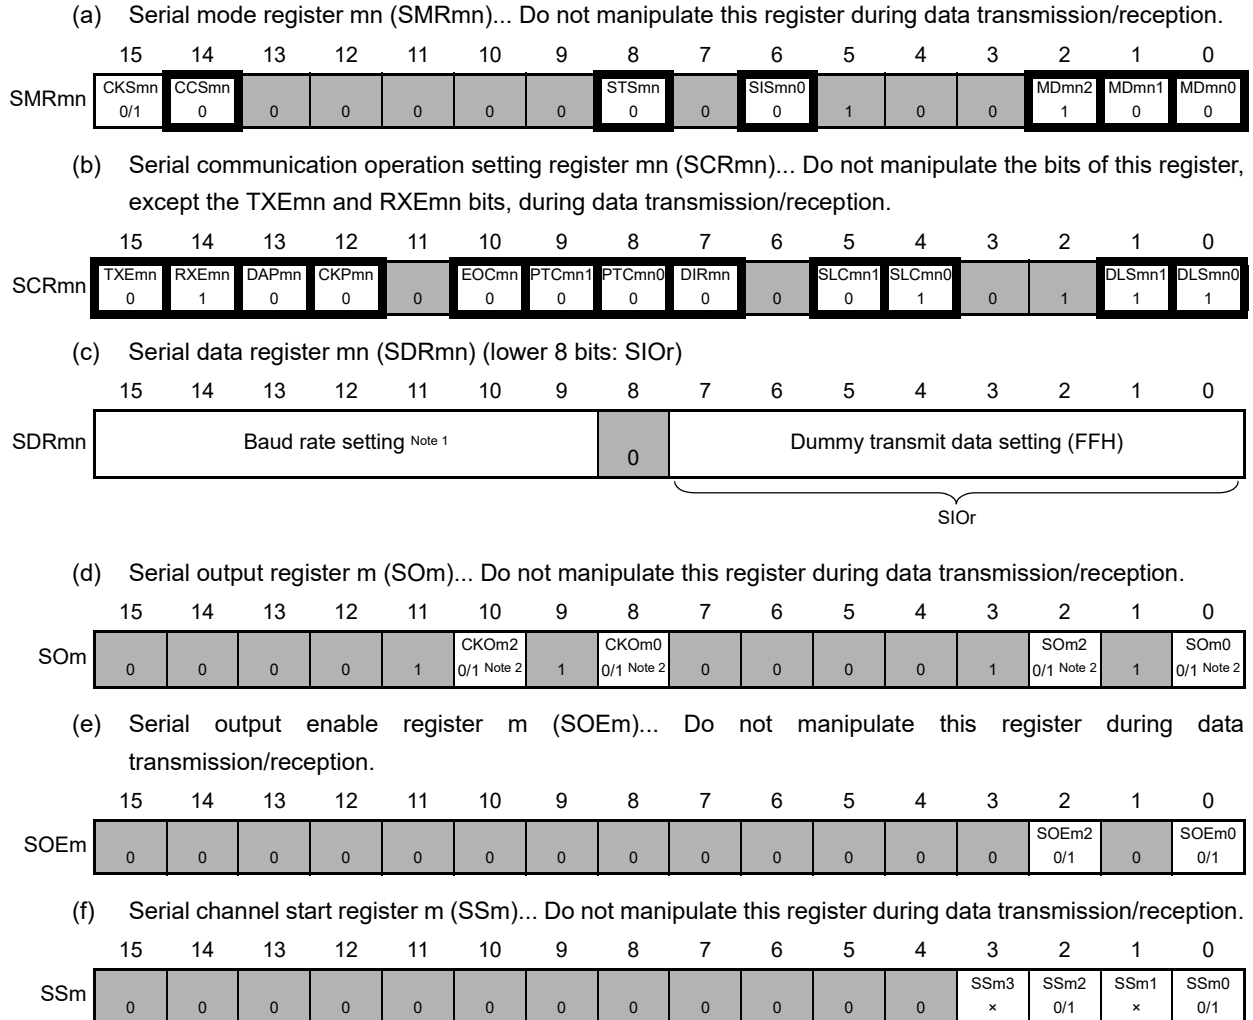 (a) Serial mode register mn (SMRmn)... Do not manipulate this register during data transmission/reception.
15 14 13 12 11 10 9 8 7 6 5 4 3 2 1 0
CKSmn CCSmn STSmn SISmn0 MDmn2 MDmn1 MDmn0
SMRmn 0/1 0 0 0 0 0 0 0 0 0 1 0 0 1 0 0
(b) Serial communication operation setting register mn (SCRmn)... Do not manipulate the bits of this register,
except the TXEmn and RXEmn bits, during data transmission/reception.
15 14 13 12 11 10 9 8 7 6 5 4 3 2 1 0
TXEmn RXEmn DAPmn CKPmn EOCmn PTCmn1 PTCmn0 DIRmn SLCmn1 SLCmn0 DLSmn1 DLSmn0
SCRmn 0 1 0 0 0 0 0 0 0 0 0 1 0 1 1 1
(c) Serial data register mn (SDRmn) (lower 8 bits: SIOr)
15 14 13 12 11 10 9 8 7 6 5 4 3 2 1 0
SDRmn Baud rate setting Note 1 0 Dummy transmit data setting (FFH)
SIOr
(d) Serial output register m (SOm)... Do not manipulate this register during data transmission/reception.
15 14 13 12 11 10 9 8 7 6 5 4 3 2 1 0
CKOm2 CKOm0 SOm2 SOm0
SOm 0 0 0 0 1 0/1 Note 2 1 0/1 Note 2 0 0 0 0 1 0/1 Note 2 1 0/1 Note 2
(e) Serial output enable register m (SOEm)... Do not manipulate this register during data
transmission/reception.
15 14 13 12 11 10 9 8 7 6 5 4 3 2 1 0
SOEm2 SOEm0
SOEm 0 0 0 0 0 0 0 0 0 0 0 0 0 0/1 0 0/1
(f) Serial channel start register m (SSm)... Do not manipulate this register during data transmission/reception.
15 14 13 12 11 10 9 8 7 6 5 4 3 2 1 0
SSm3 SSm2 SSm1 SSm0
SSm 0 0 0 0 0 0 0 0 0 0 0 0 × 0/1 × 0/1